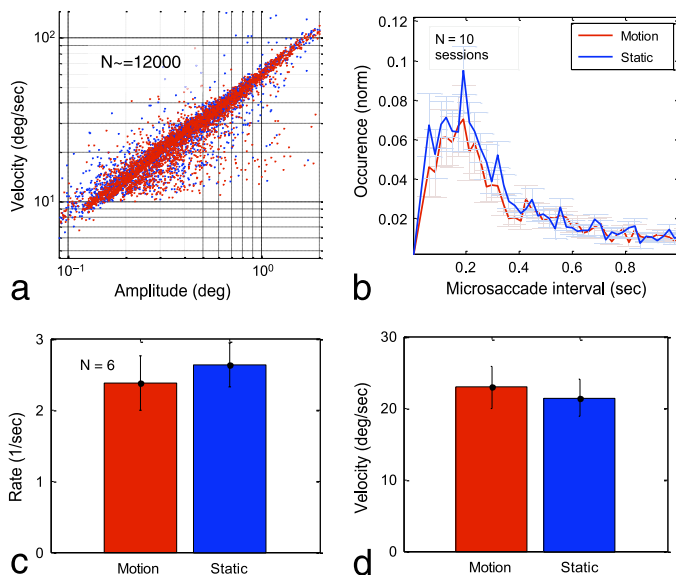 10²
N~=12000
Velocity (deg/sec)
10¹
10⁻¹
10⁰
a
Amplitude (deg)
0.12
0.1
0.08
0.06
0.04
0.02
Occurence (norm)
N = 10
sessions
Motion
Static
0.2
0.4
0.6
0.8
b
Microsaccade interval (sec)
3
2
1
0
Rate (1/sec)
N = 6
c
Motion
Static
30
20
10
0
Velocity (deg/sec)
d
Motion
Static